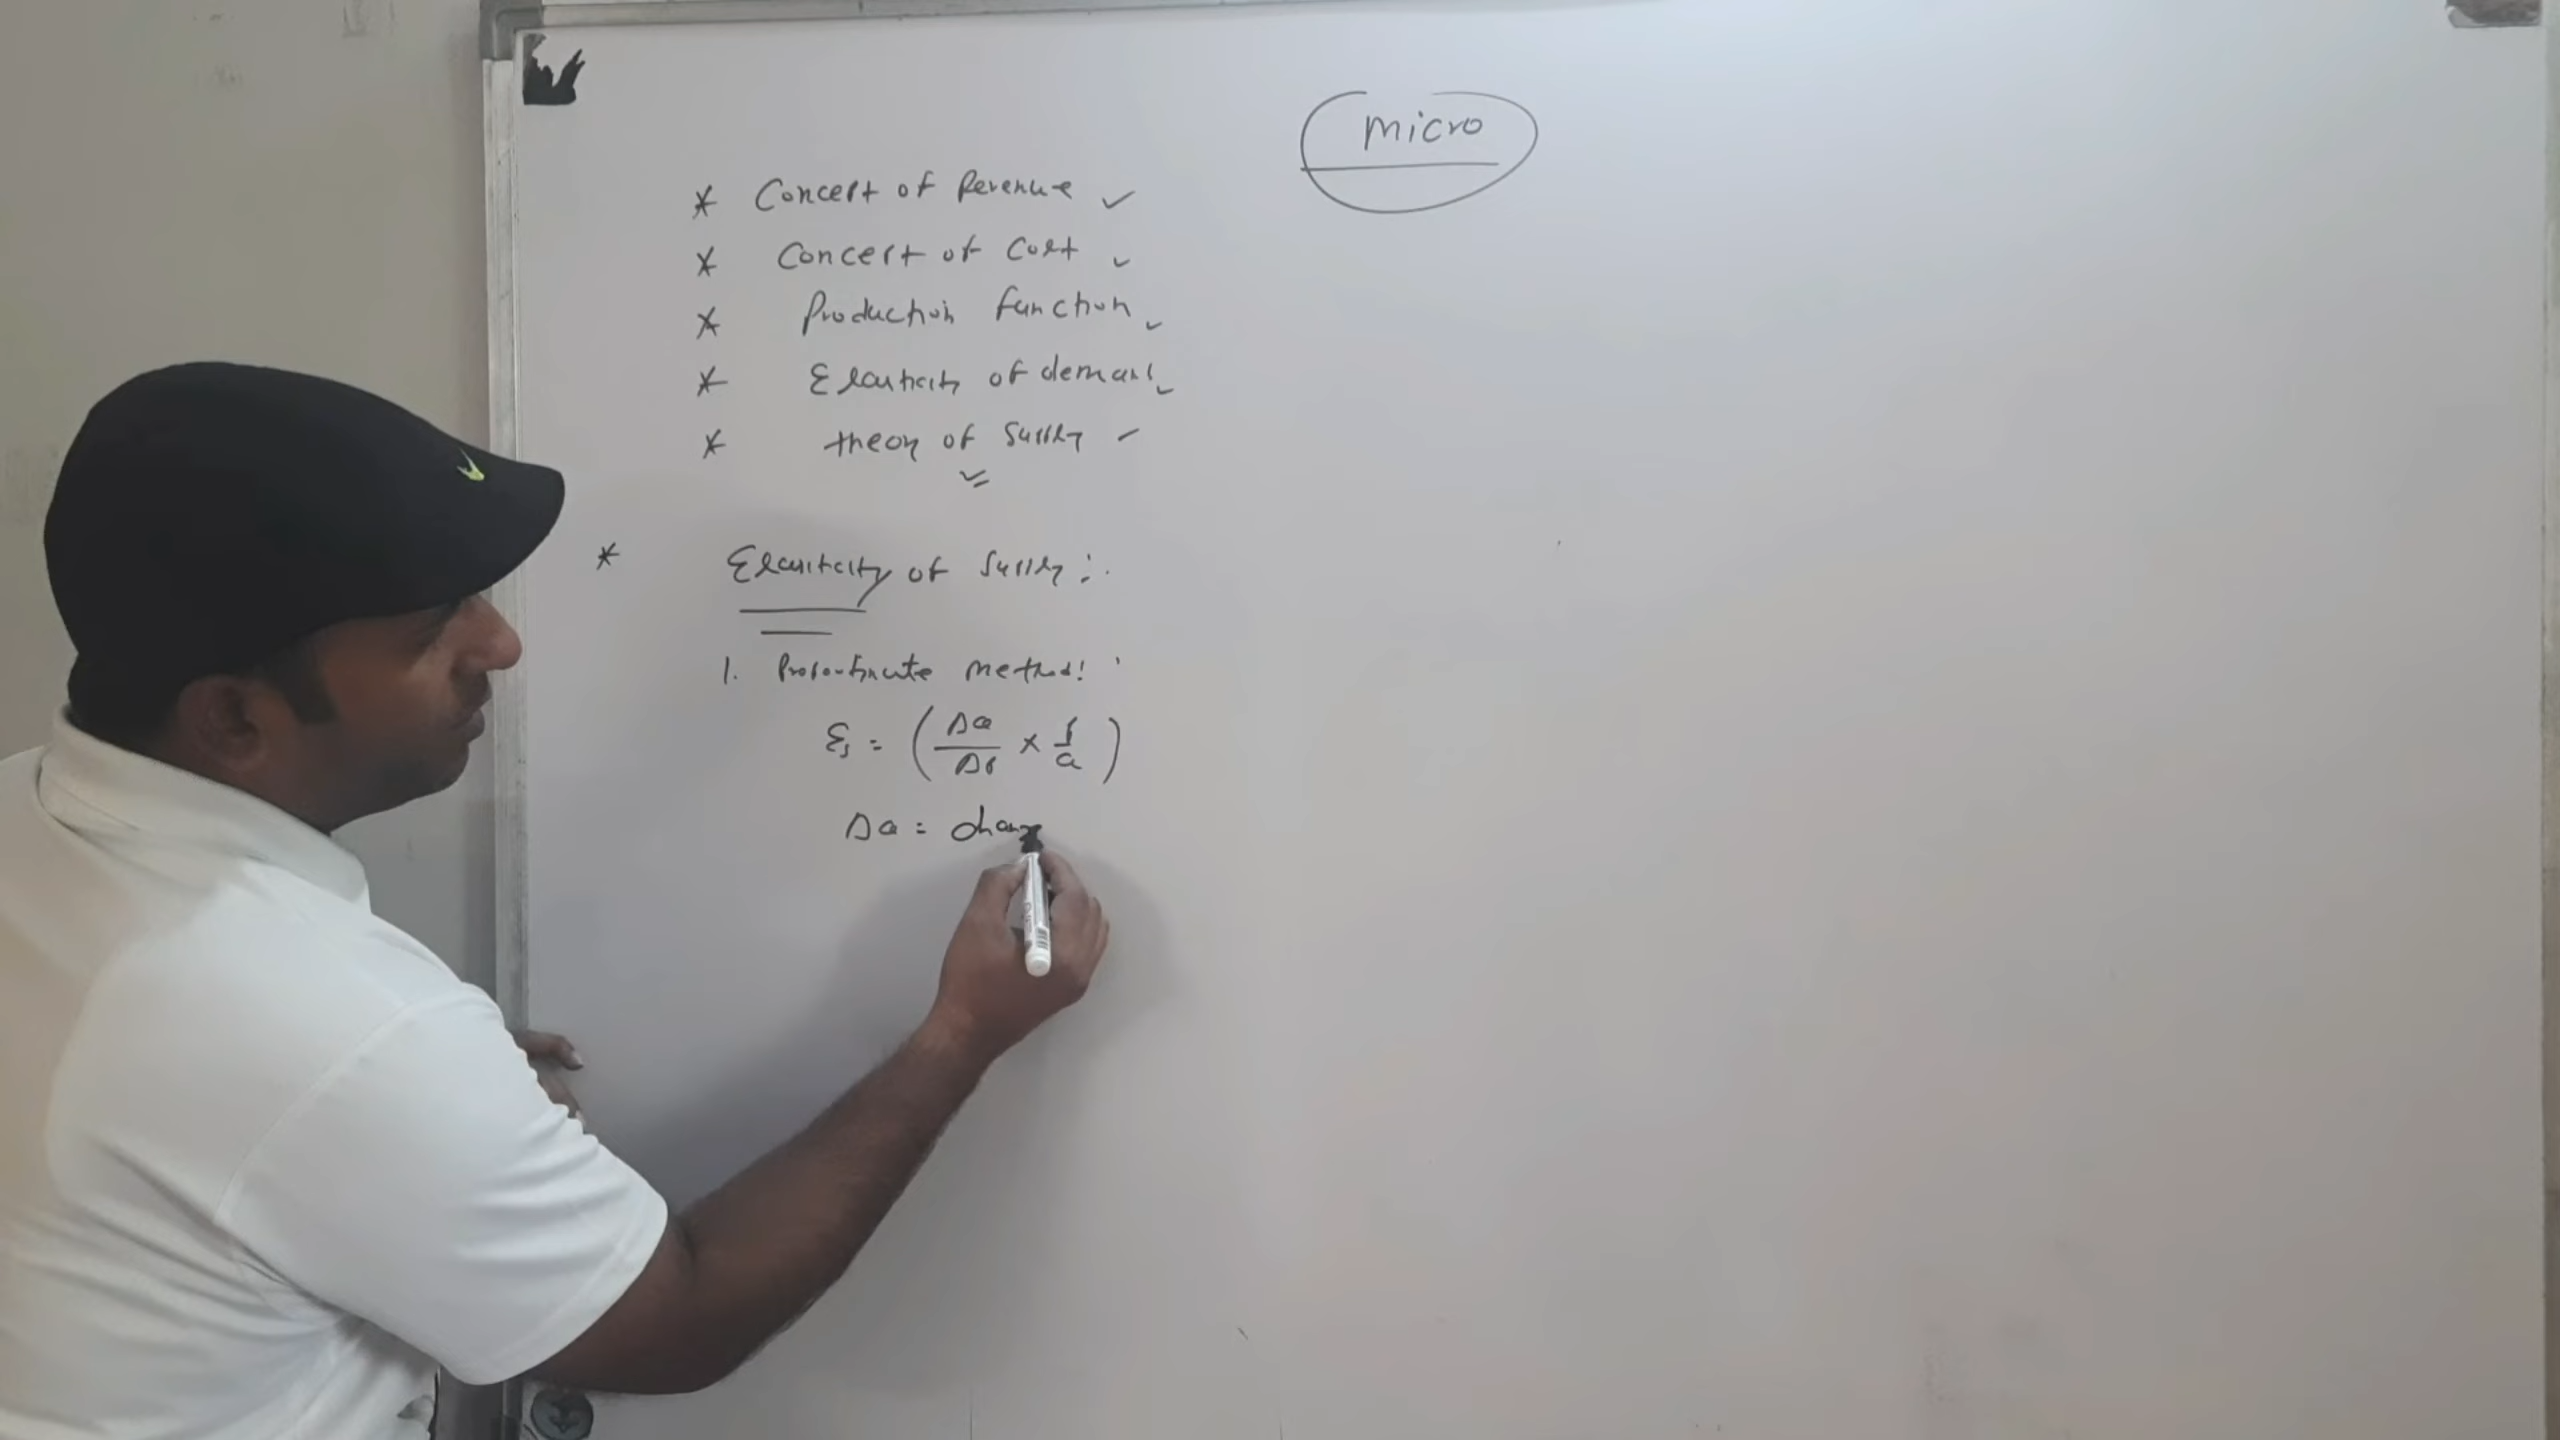 micro
* Concept of Revenue ✓
* Concept of Cost ✓
* Production function ✓
* Elasticity of demand ✓
* theory of Supply ✓
* Elasticity of Supply :.
1. Proportionate method :
Es = (ΔQ/ΔP × P/Q)
ΔQ = chang